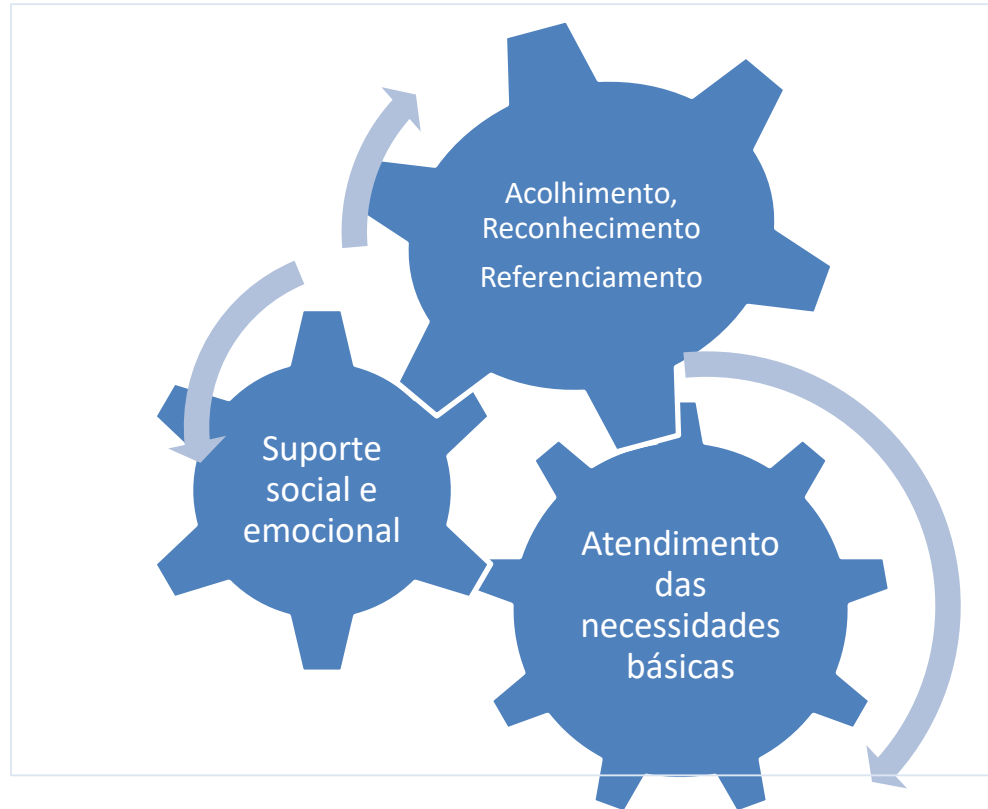 Acolhimento,
Reconhecimento
Referenciamento
Suporte
social e
emocional
Atendimento
das
necessidades
básicas